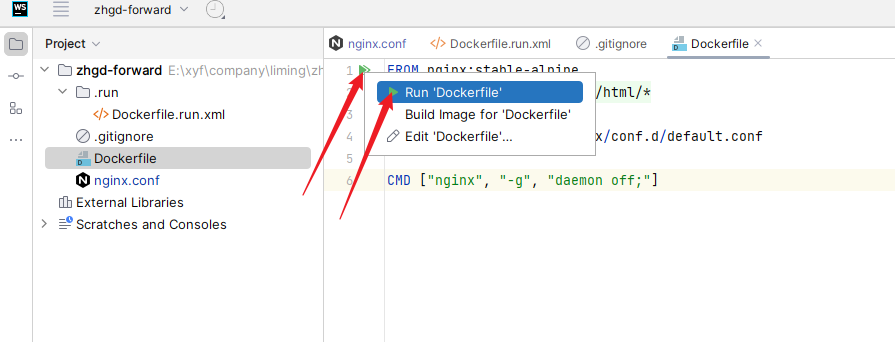 WS
zhgd-forward
Project
nginx.conf
Dockerfile.run.xml
.gitignore
Dockerfile
zhgd-forward E:\xyf\company\liming\zh
.run
Dockerfile.run.xml
.gitignore
Dockerfile
nginx.conf
External Libraries
Scratches and Consoles
1 FROM nginx:stable-alpine
/html/*
Run 'Dockerfile'
Build Image for 'Dockerfile'
Edit 'Dockerfile'...
4 x/conf.d/default.conf
5
6 CMD ["nginx", "-g", "daemon off;"]